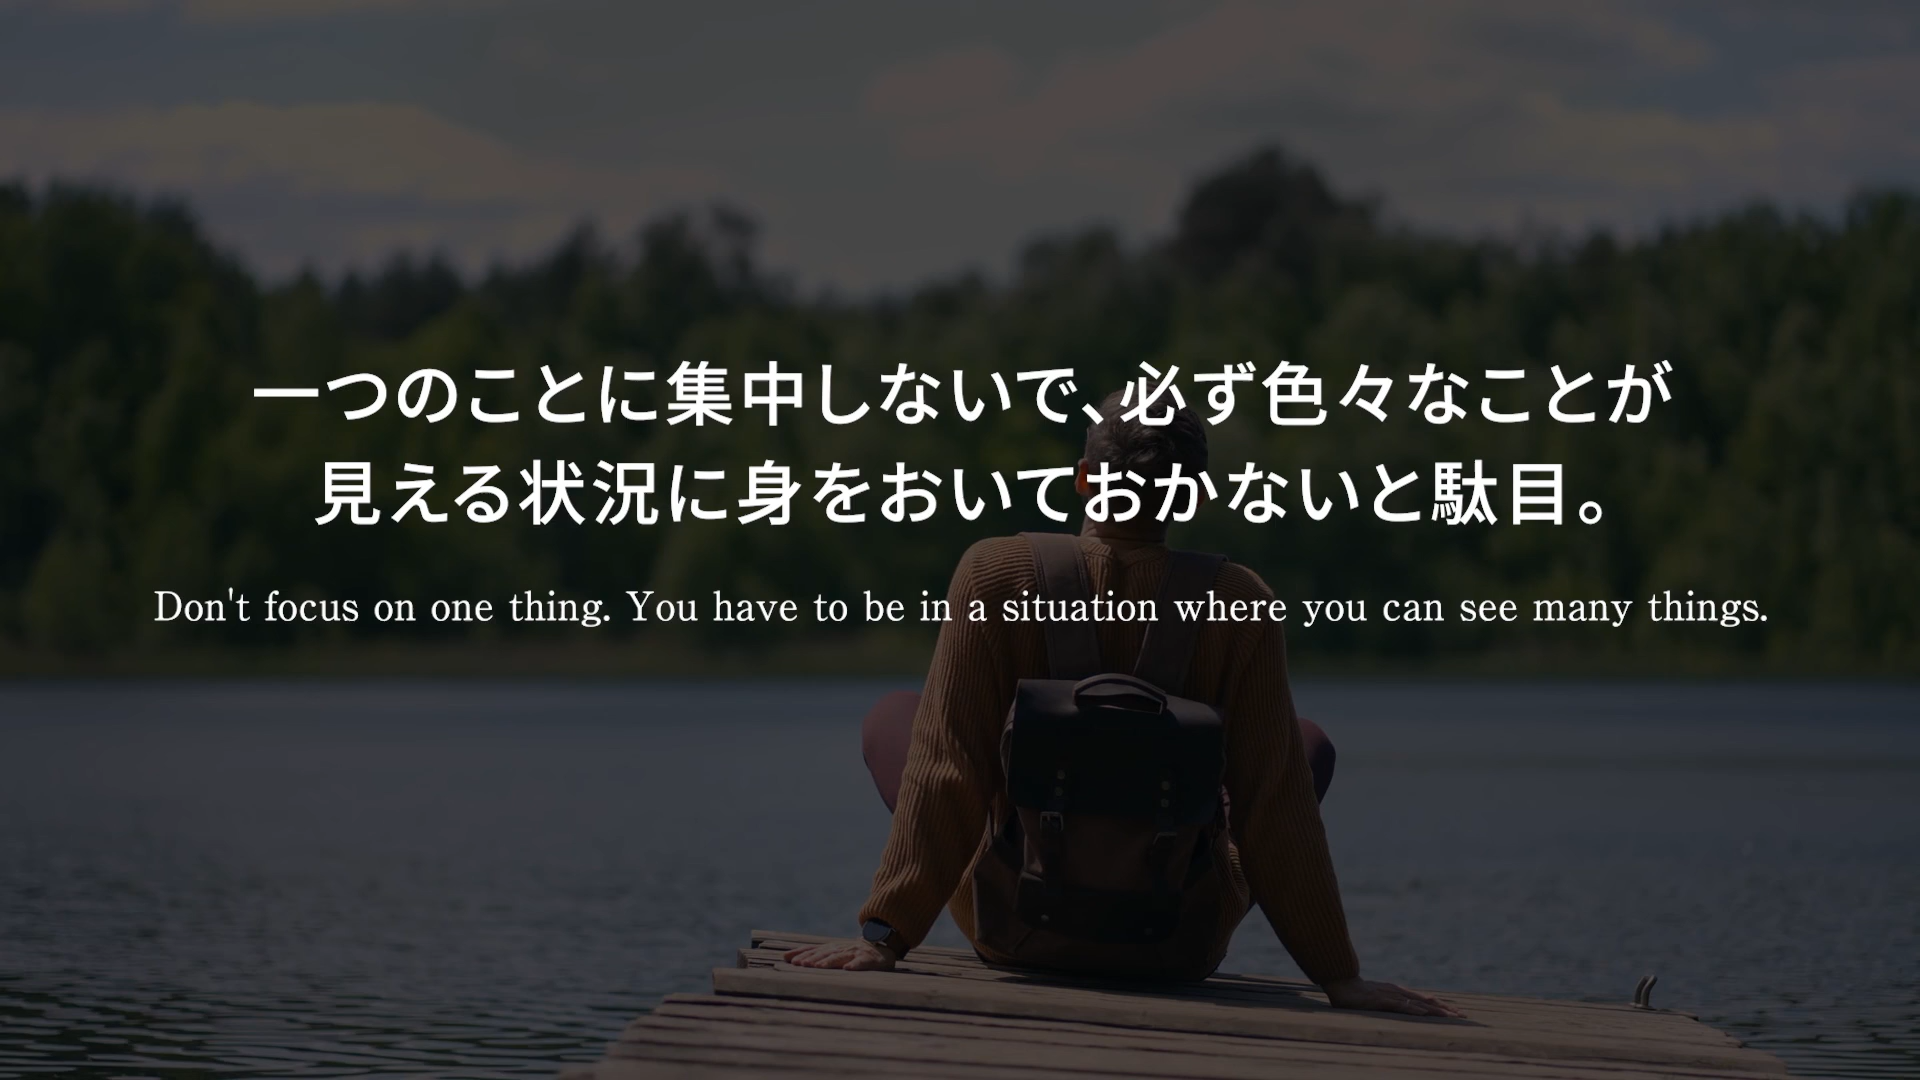 一つのことに集中しないで、必ず色々なことが
見える状況に身をおいておかないと駄目。
Don't focus on one thing. You have to be in a situation where you can see many things.